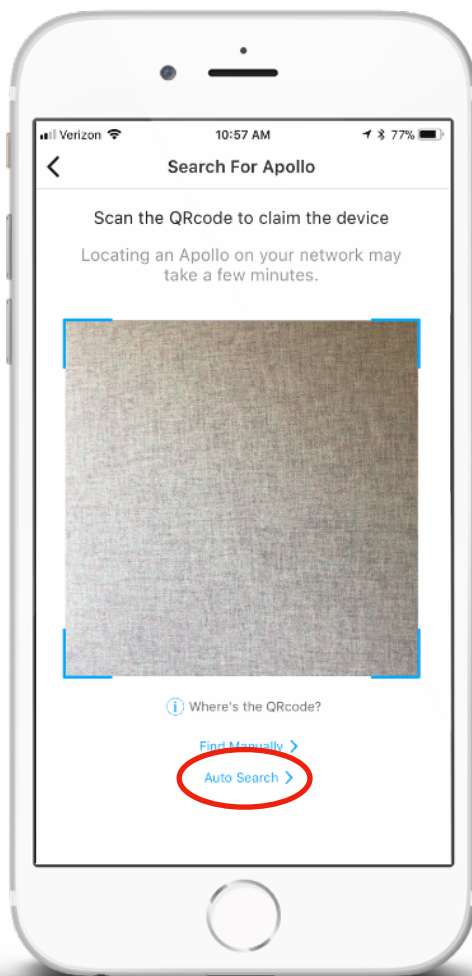 Verizon 10:57 AM 77%
Search For Apollo
Scan the QRcode to claim the device
Locating an Apollo on your network may
take a few minutes.
Where's the QRcode?
Find Manually
Auto Search